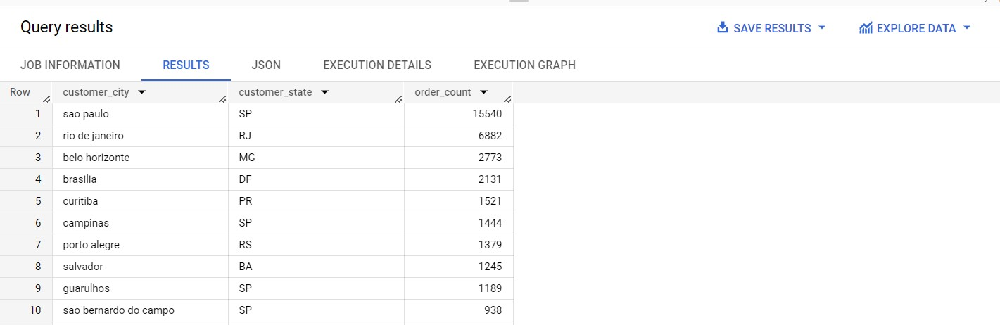 Query results SAVE RESULTS EXPLORE DATA
JOB INFORMATION RESULTS JSON EXECUTION DETAILS EXECUTION GRAPH
Row customer_city customer_state order_count
1 sao paulo SP 15540
2 rio de janeiro RJ 6882
3 belo horizonte MG 2773
4 brasilia DF 2131
5 curitiba PR 1521
6 campinas SP 1444
7 porto alegre RS 1379
8 salvador BA 1245
9 guarulhos SP 1189
10 sao bernardo do campo SP 938